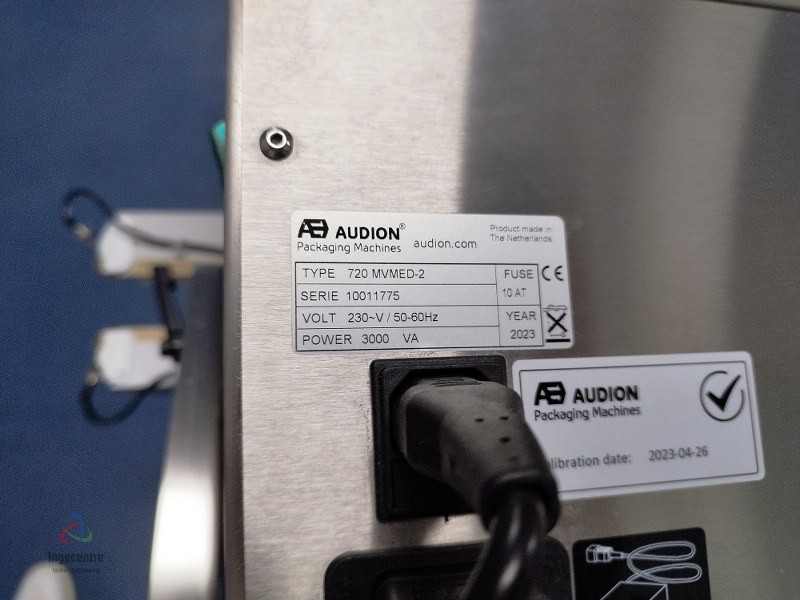 AUDION®
Packaging Machines audion.com
Product made in
The Netherlands
TYPE 720 MVMED-2
SERIE 10011775
VOLT 230~V / 50-60Hz
POWER 3000 VA
FUSE
10 AT
YEAR
2023
CE
AUDION
Packaging Machines
libration date: 2023-04-26
Ingecentre